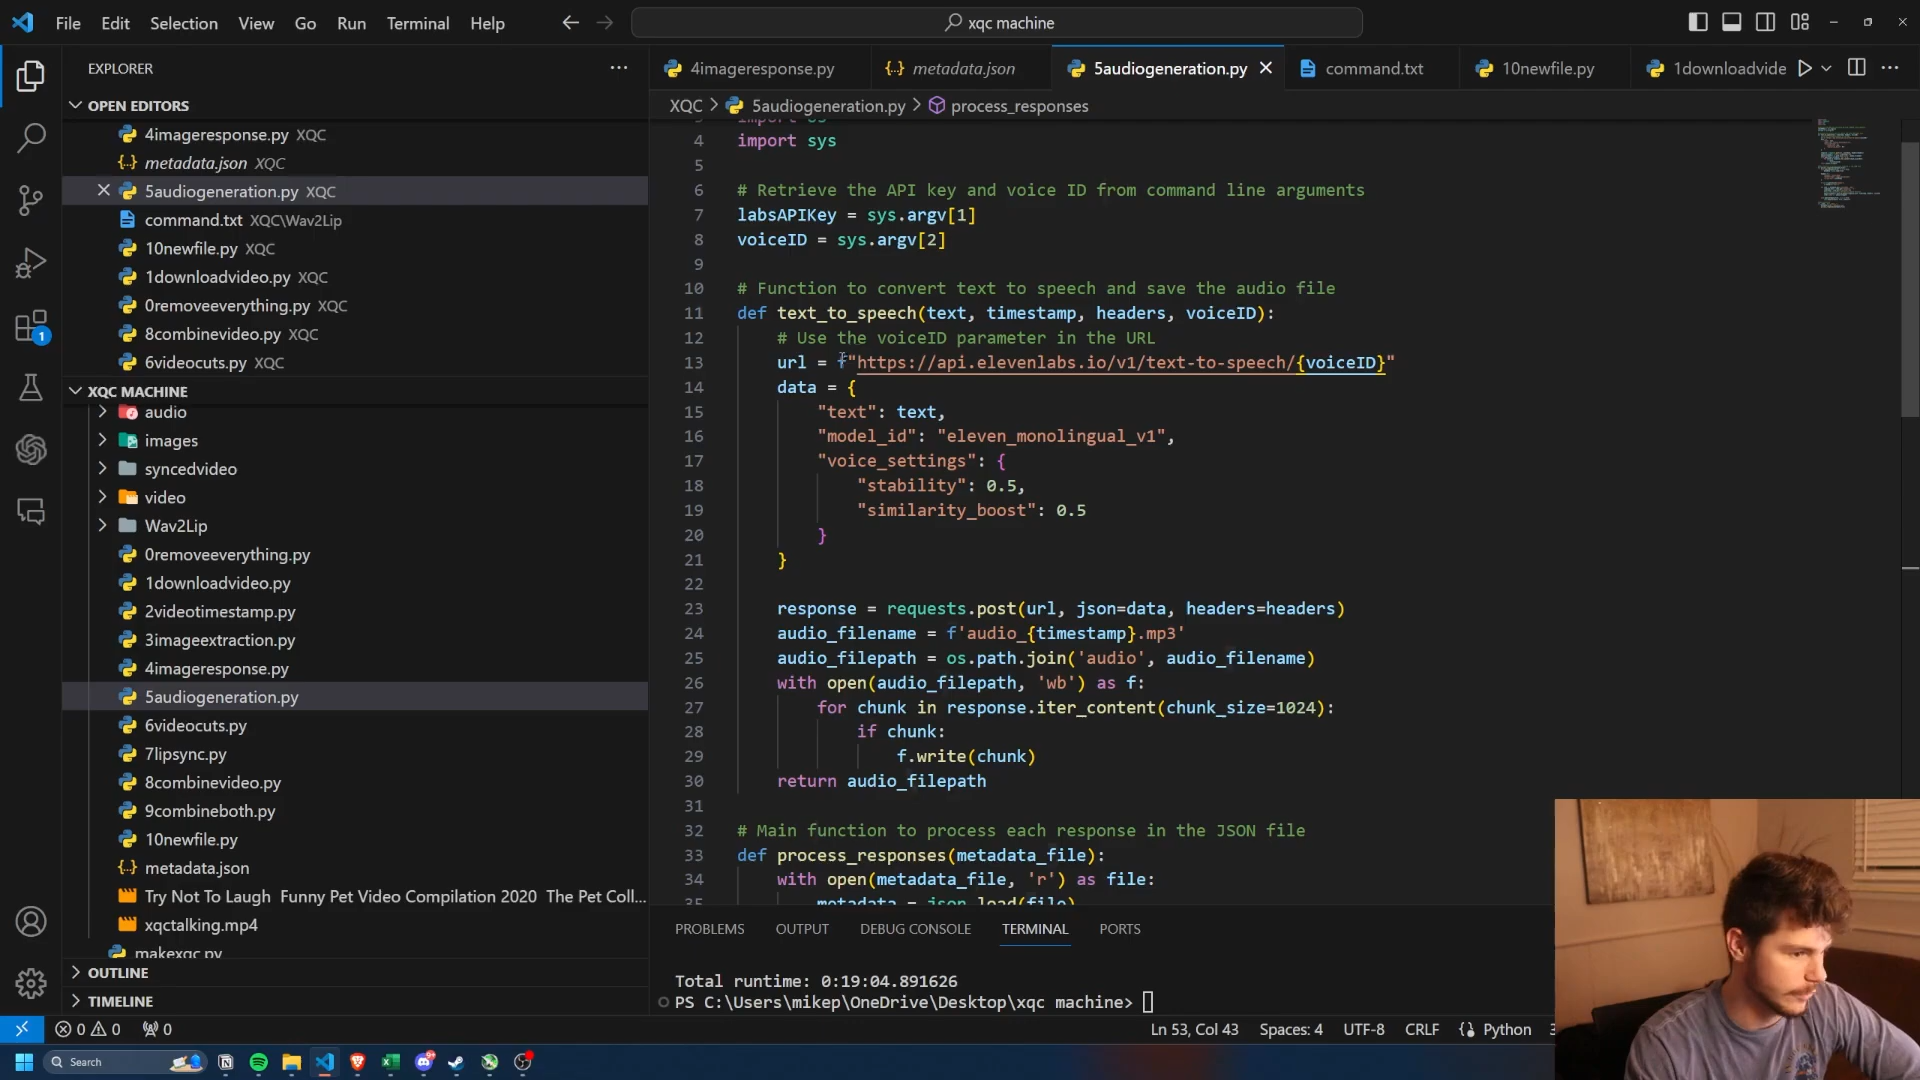 File Edit Selection View Go Run Terminal Help
xqc machine
EXPLORER
OPEN EDITORS
4imageresponse.py XQC
metadata.json XQC
5audiogeneration.py XQC
command.txt XQC\Wav2Lip
10newfile.py XQC
1downloadvideo.py XQC
0removeeverything.py XQC
8combinevideo.py XQC
6videocuts.py XQC
XQC MACHINE
audio
images
syncedvideo
video
Wav2Lip
0removeeverything.py
1downloadvideo.py
2videotimestamp.py
3imageextraction.py
4imageresponse.py
5audiogeneration.py
6videocuts.py
7lipsync.py
8combinevideo.py
9combineboth.py
10newfile.py
metadata.json
Try Not To Laugh Funny Pet Video Compilation 2020 The Pet Coll...
xqctalking.mp4
makexqc.py
OUTLINE
TIMELINE
4imageresponse.py metadata.json 5audiogeneration.py command.txt 10newfile.py 1downloadvide
XQC > 5audiogeneration.py > process_responses
3 import os
4 import sys
5
6 # Retrieve the API key and voice ID from command line arguments
7 labsAPIKey = sys.argv[1]
8 voiceID = sys.argv[2]
9
10 # Function to convert text to speech and save the audio file
11 def text_to_speech(text, timestamp, headers, voiceID):
12 # Use the voiceID parameter in the URL
13 url = f"https://api.elevenlabs.io/v1/text-to-speech/{voiceID}"
14 data = {
15 "text": text,
16 "model_id": "eleven_monolingual_v1",
17 "voice_settings": {
18 "stability": 0.5,
19 "similarity_boost": 0.5
20 }
21 }
22
23 response = requests.post(url, json=data, headers=headers)
24 audio_filename = f'audio_{timestamp}.mp3'
25 audio_filepath = os.path.join('audio', audio_filename)
26 with open(audio_filepath, 'wb') as f:
27 for chunk in response.iter_content(chunk_size=1024):
28 if chunk:
29 f.write(chunk)
30 return audio_filepath
31
32 # Main function to process each response in the JSON file
33 def process_responses(metadata_file):
34 with open(metadata_file, 'r') as file:
35 metadata = json.load(file)
PROBLEMS OUTPUT DEBUG CONSOLE TERMINAL PORTS
Total runtime: 0:19:04.891626
PS C:\Users\mikep\OneDrive\Desktop\xqc machine>
1
0 0 0 Ln 53, Col 43 Spaces: 4 UTF-8 CRLF Python 3
Search